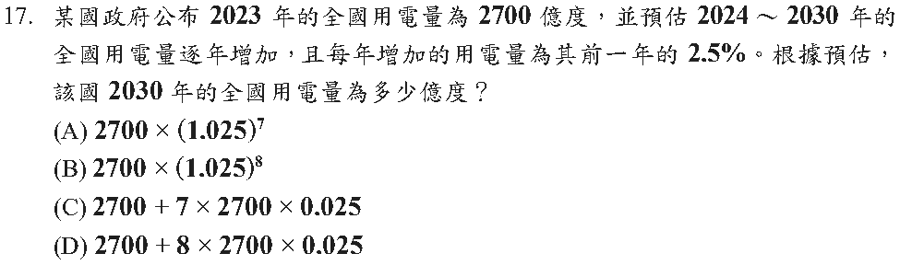 17. 某國政府公布 2023 年的全國用電量為 2700 億度，並預估 2024 ～ 2030 年的
全國用電量逐年增加，且每年增加的用電量為其前一年的 2.5%。根據預估，
該國 2030 年的全國用電量為多少億度？
(A) 2700 × (1.025)⁷
(B) 2700 × (1.025)⁸
(C) 2700 + 7 × 2700 × 0.025
(D) 2700 + 8 × 2700 × 0.025